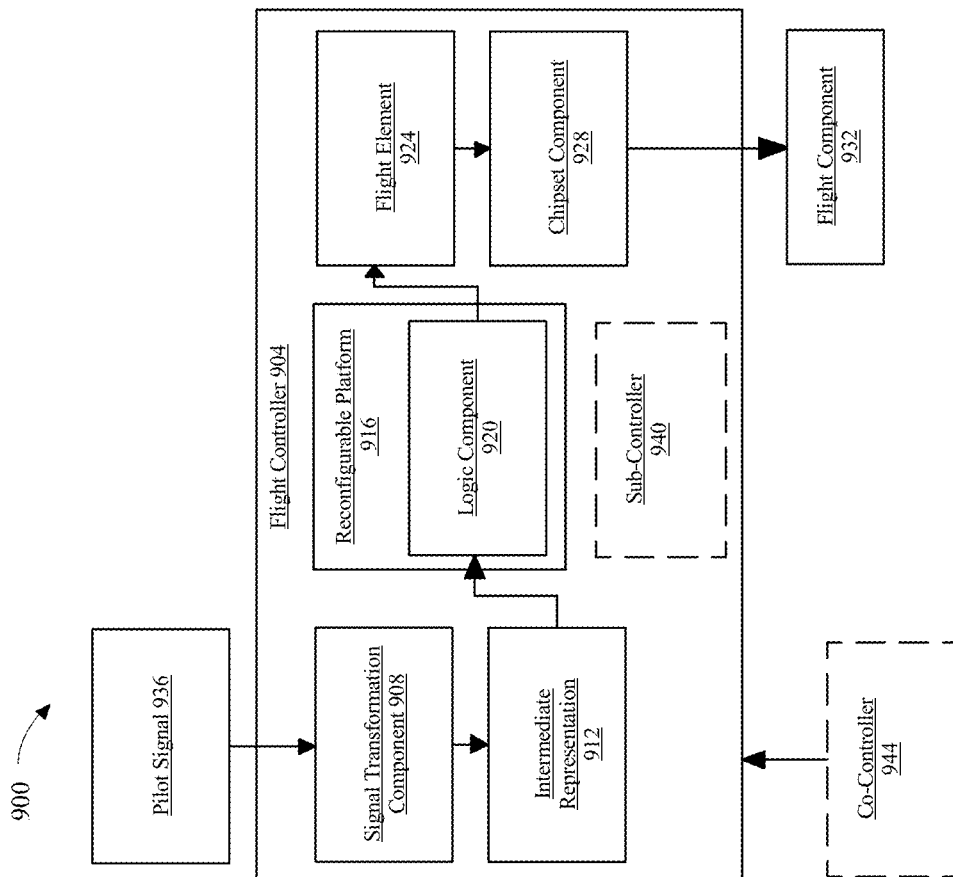 900
Pilot Signal 936
Flight Controller 904
Signal Transformation
Component 908
Intermediate
Representation
912
Reconfigurable Platform
916
Logic Component
920
Flight Element
924
Chipset Component
928
Sub-Controller
940
Co-Controller
944
Flight Component
932